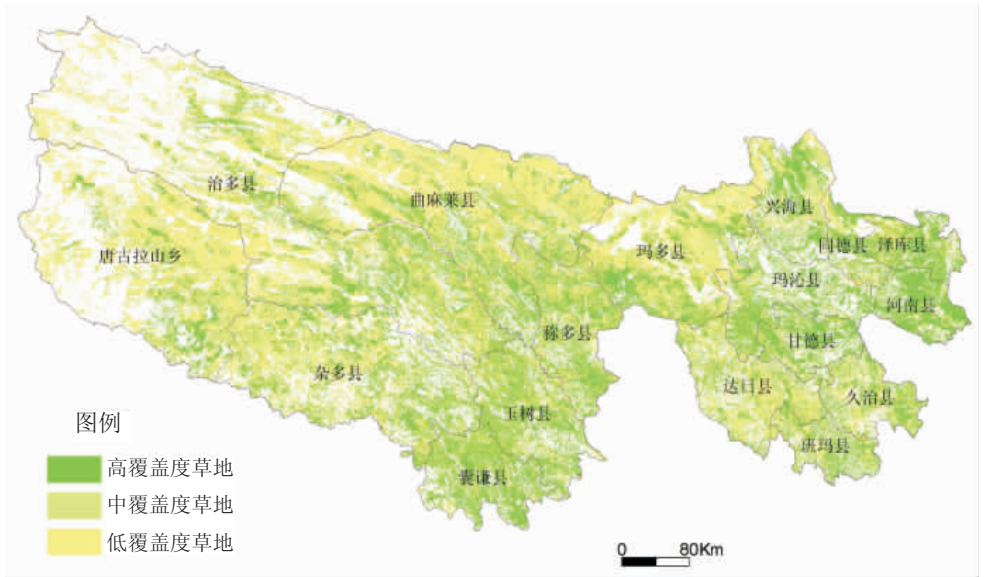 治多县
曲麻莱县
兴海县
唐古拉山乡
玛多县
同德县
泽库县
玛沁县
河南县
称多县
甘德县
杂多县
达日县
久治县
玉树县
班玛县
囊谦县
图例
高覆盖度草地
中覆盖度草地
低覆盖度草地
0 80Km